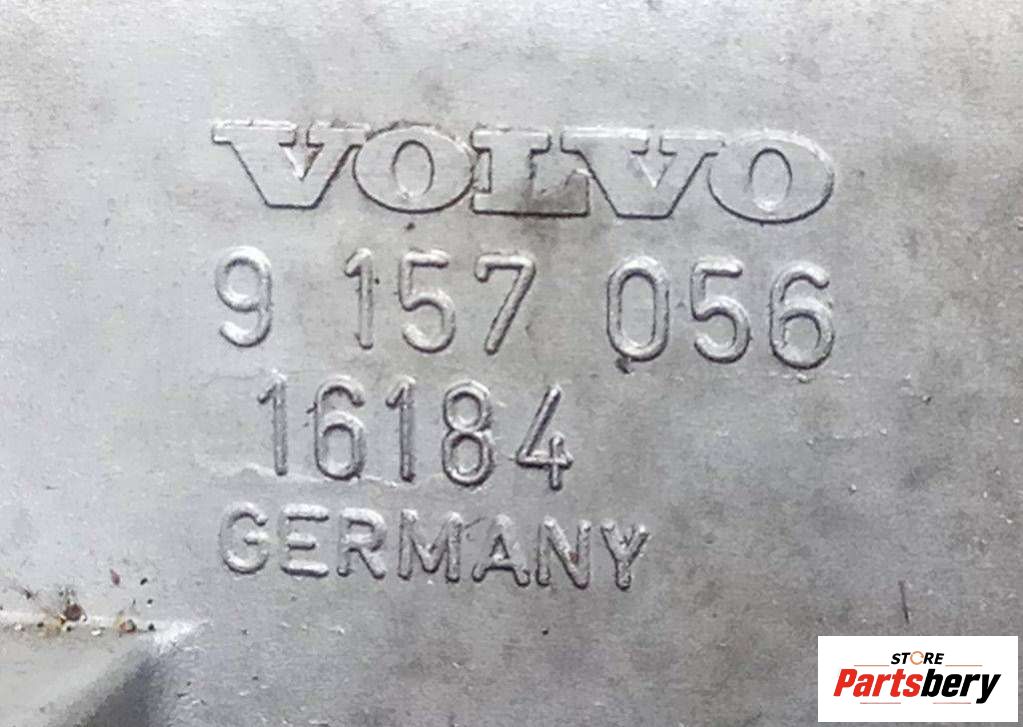 VOLVO
9 157 056
16184
GERMANY
STORE
Partsbery